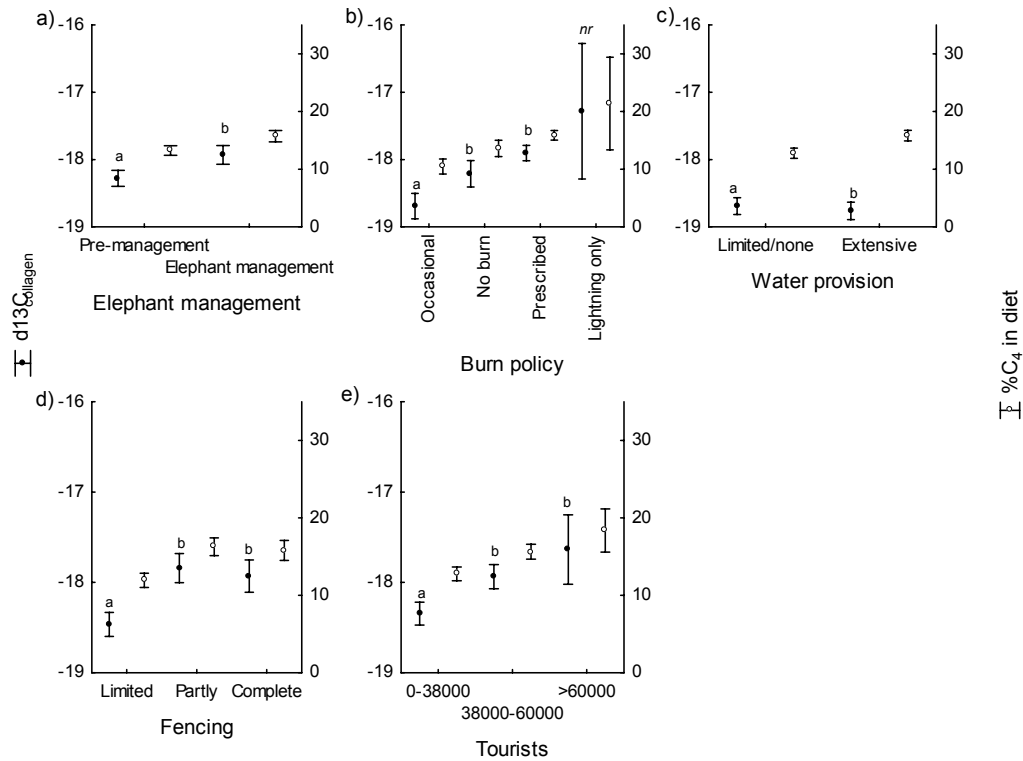 a)
-16
-17
-18
-19
30
20
10
0
a
b
Pre-management
Elephant management
Elephant management
b)
-16
-17
-18
-19
30
20
10
0
a
b
b
nr
Occasional
No burn
Prescribed
Lightning only
Burn policy
c)
-16
-17
-18
-19
30
20
10
0
a
b
Limited/none
Extensive
Water provision
d13Ccollagen
%C4 in diet
d)
-16
-17
-18
-19
30
20
10
0
a
b
b
Limited
Partly
Complete
Fencing
e)
-16
-17
-18
-19
30
20
10
0
a
b
b
0-38000
38000-60000
>60000
Tourists